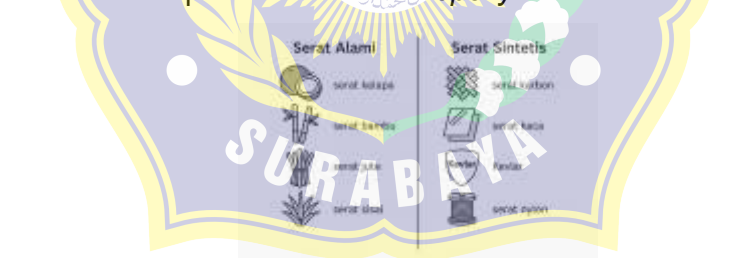 Serat Alami
Serat Sintetis
serat kelapa
serat karbon
serat bambu
serat kaca
serat jute
Kevlar
Kevlar
serat sisal
serat nylon
SURABAYA